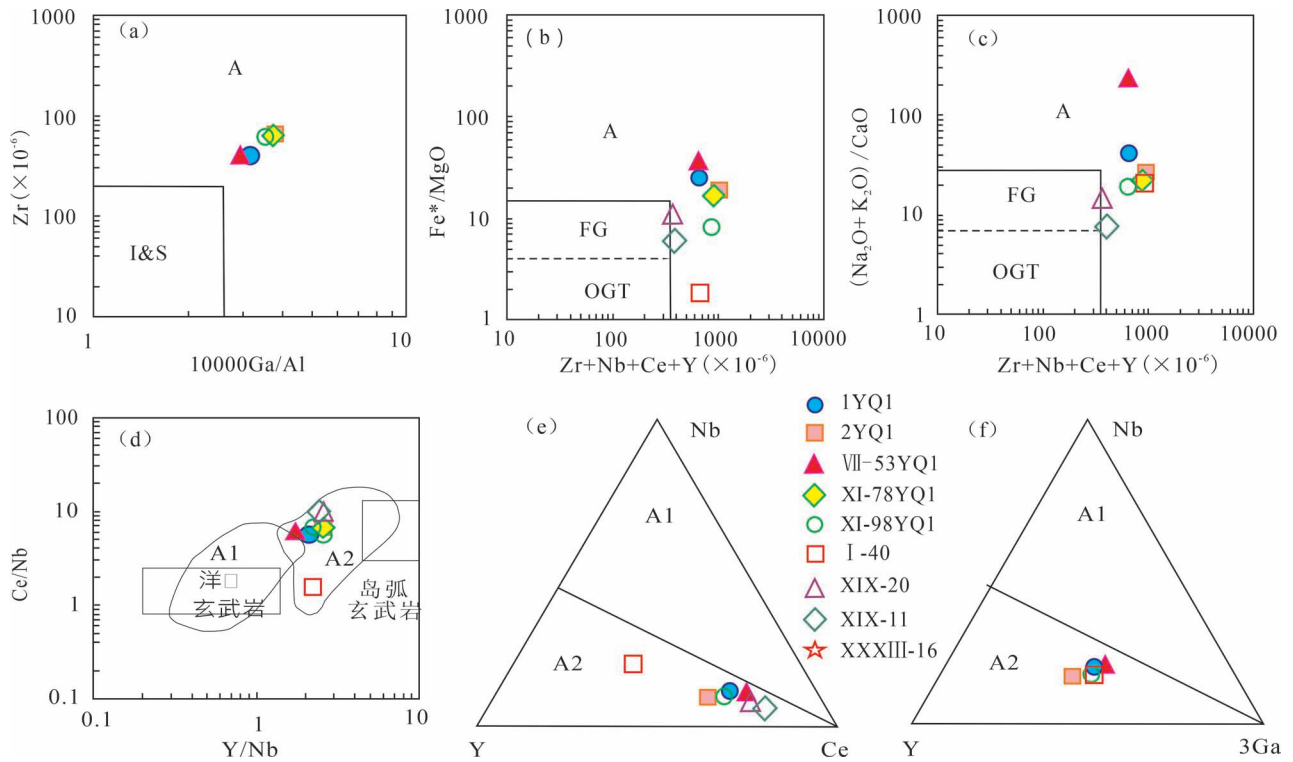 (a)
1000
A
100
Zr(×10⁻⁶)
100
I&S
10
1
10
10000Ga/Al
(b)
1000
A
100
Fe*/MgO
FG
10
OGT
1
10
100
1000
10000
Zr+Nb+Ce+Y(×10⁻⁶)
(c)
1000
A
100
(Na₂O+K₂O)/CaO
FG
10
OGT
1
10
100
1000
10000
Zr+Nb+Ce+Y(×10⁻⁶)
(d)
100
10
Ce/Nb
A1
A2
洋□
玄武岩
岛弧
玄武岩
1
0.1
0.1
1
10
Y/Nb
(e)
Nb
A1
A2
Y
Ce
1YQ1
2YQ1
Ⅶ-53YQ1
XI-78YQ1
XI-98YQ1
Ⅰ-40
XIX-20
XIX-11
XXXIII-16
(f)
Nb
A1
A2
Y
3Ga